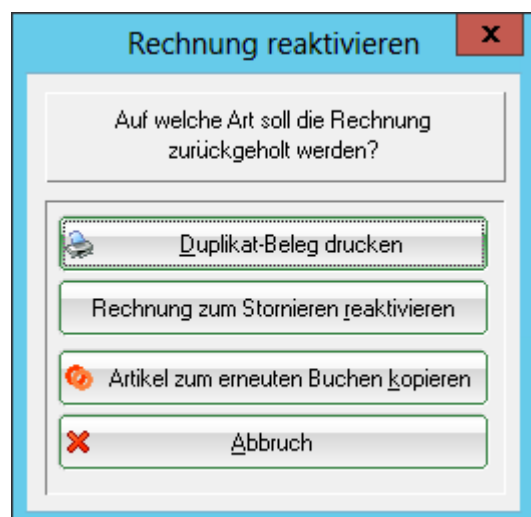 Rechnung reaktivieren
x
Auf welche Art soll die Rechnung
zurückgeholt werden?
Duplikat-Beleg drucken
Rechnung zum Stornieren reaktivieren
Artikel zum erneuten Buchen kopieren
Abbruch